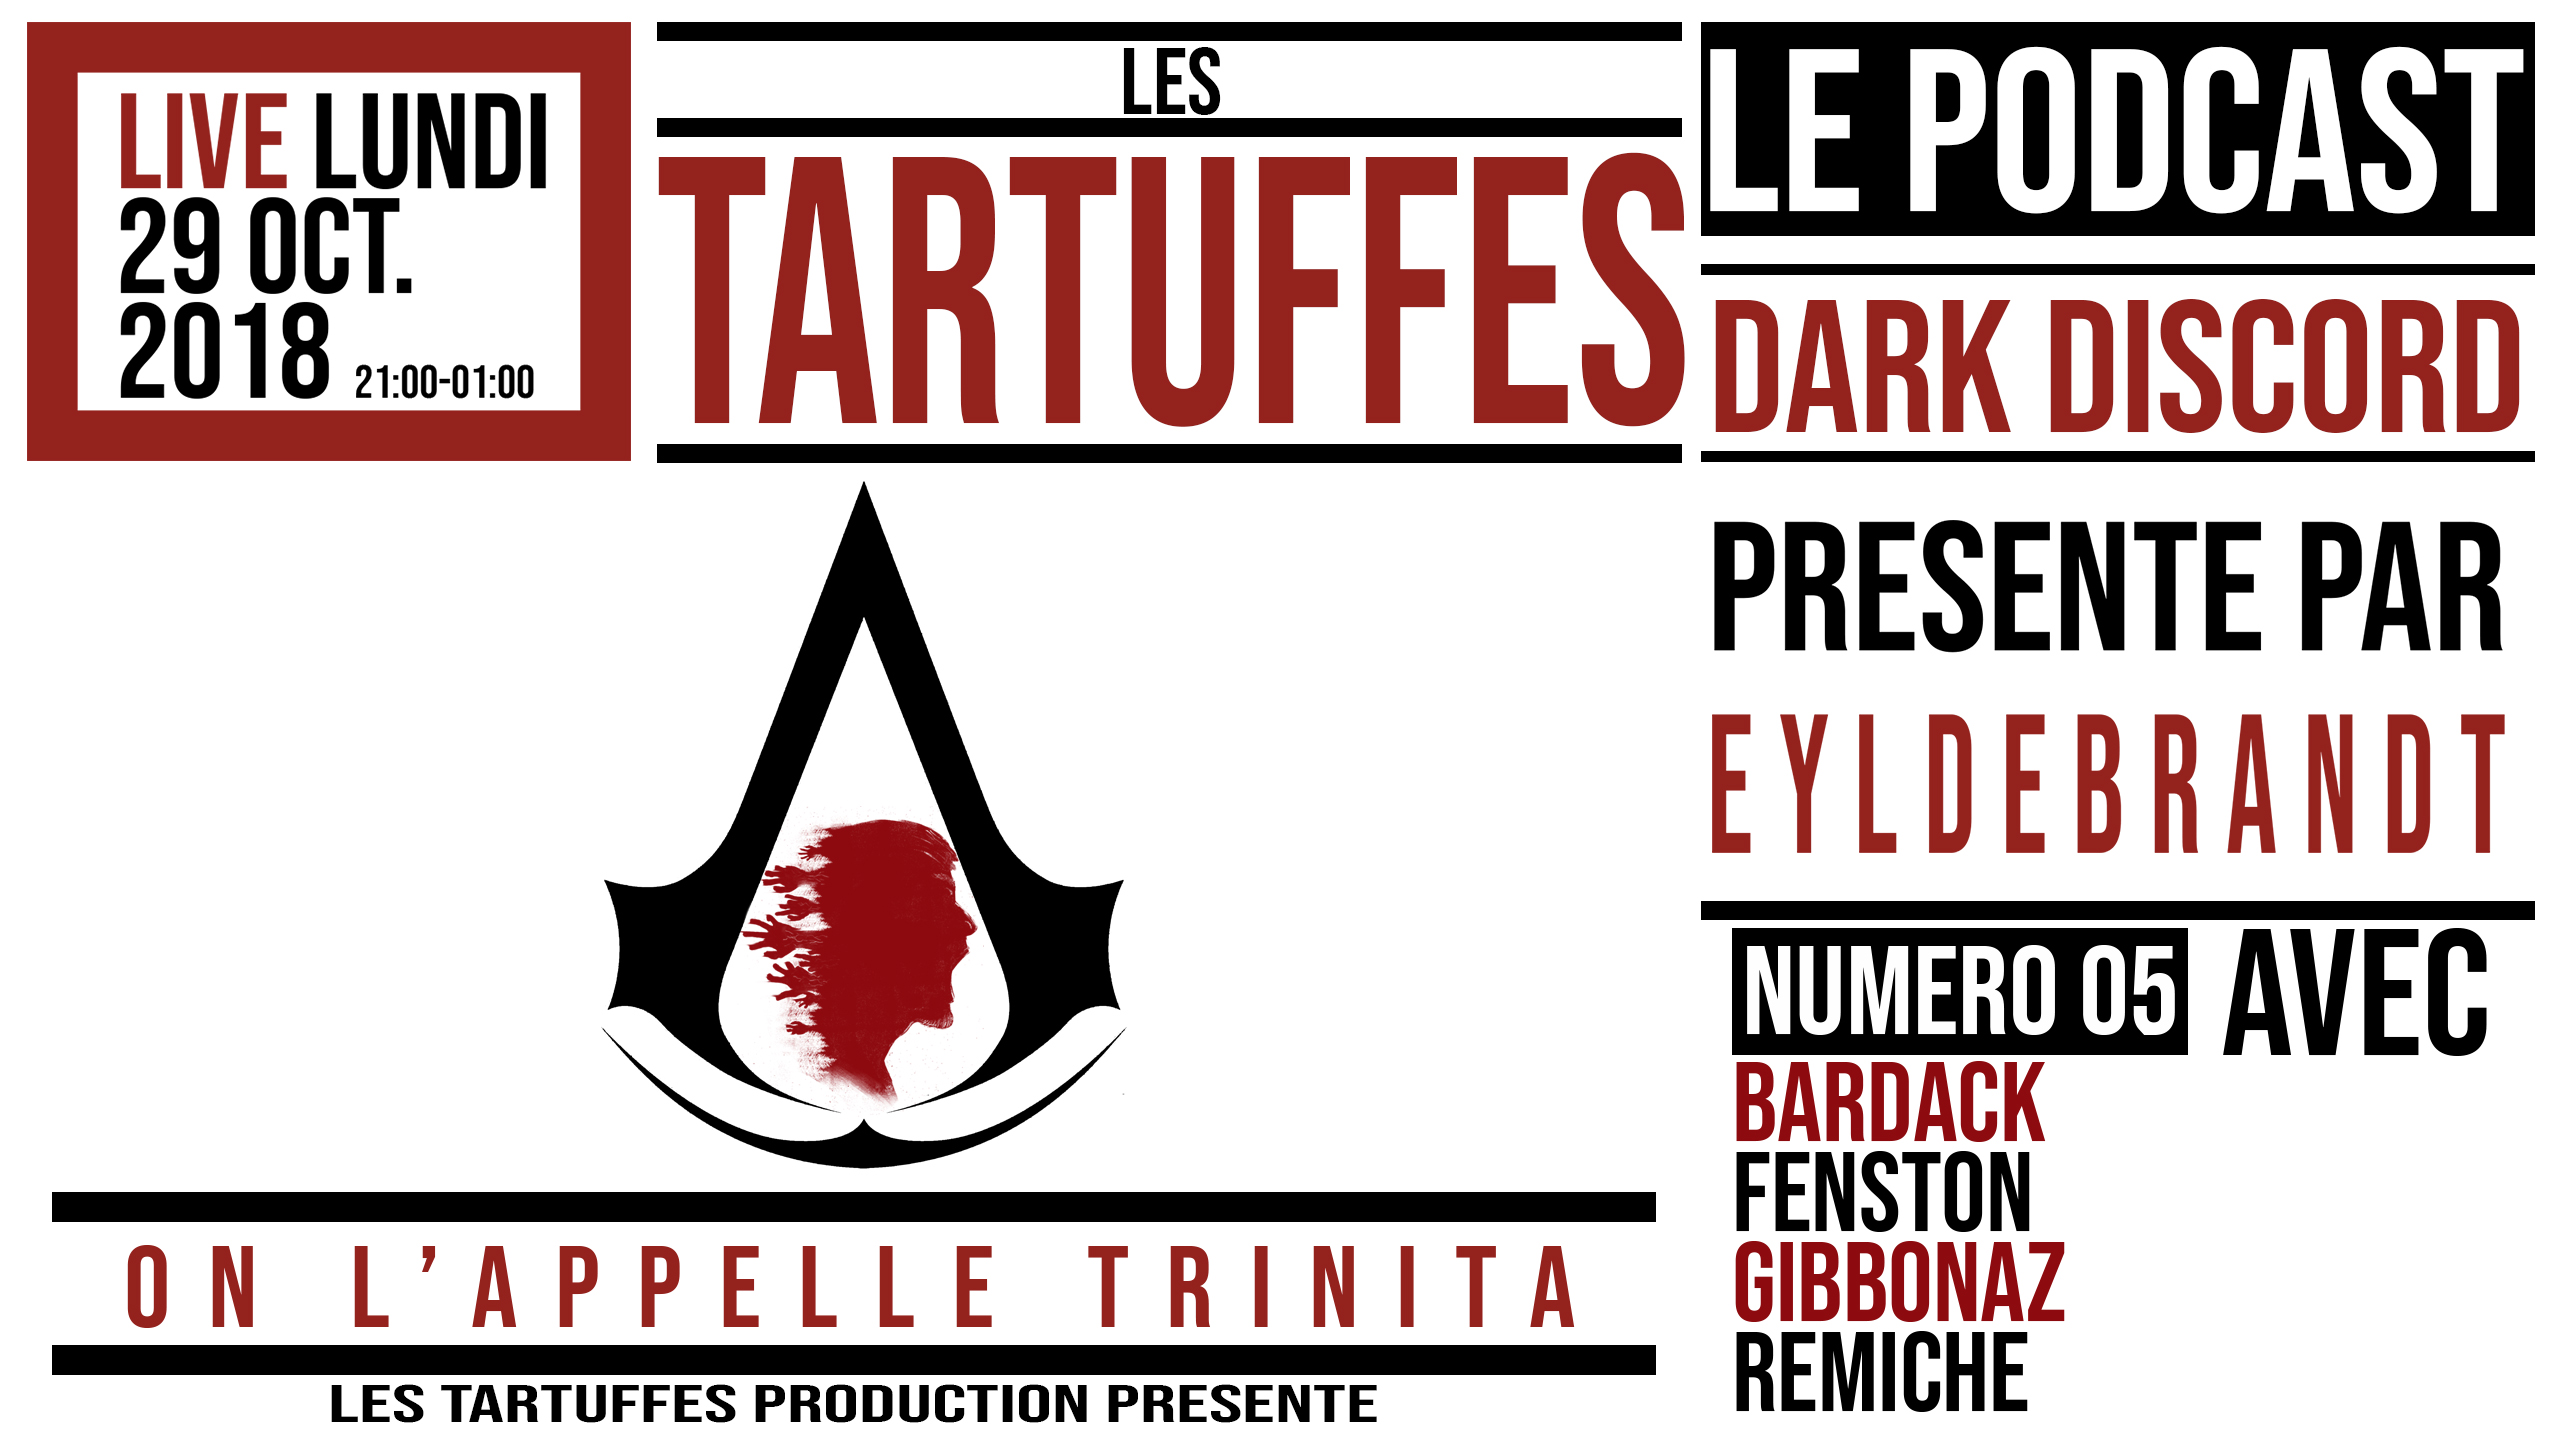 LIVE LUNDI
29 OCT.
2018 21:00-01:00
LES
TARTUFFES
LE PODCAST
DARK DISCORD
PRESENTE PAR
EYLDEBRANDT
NUMERO 05 AVEC
BARDACK
FENSTON
GIBBONAZ
REMICHE
ON L'APPELLE TRINITA
LES TARTUFFES PRODUCTION PRESENTE